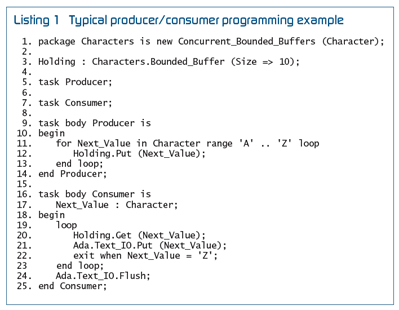 Listing 1 Typical producer/consumer programming example
1. package Characters is new Concurrent_Bounded_Buffers (Character);
2.
3. Holding : Characters.Bounded_Buffer (Size => 10);
4.
5. task Producer;
6.
7. task Consumer;
8.
9. task body Producer is
10. begin
11. for Next_Value in Character range 'A' .. 'Z' loop
12. Holding.Put (Next_Value);
13. end loop;
14. end Producer;
15.
16. task body Consumer is
17. Next_Value : Character;
18. begin
19. loop
20. Holding.Get (Next_Value);
21. Ada.Text_IO.Put (Next_Value);
22. exit when Next_Value = 'Z';
23 end loop;
24. Ada.Text_IO.Flush;
25. end Consumer;